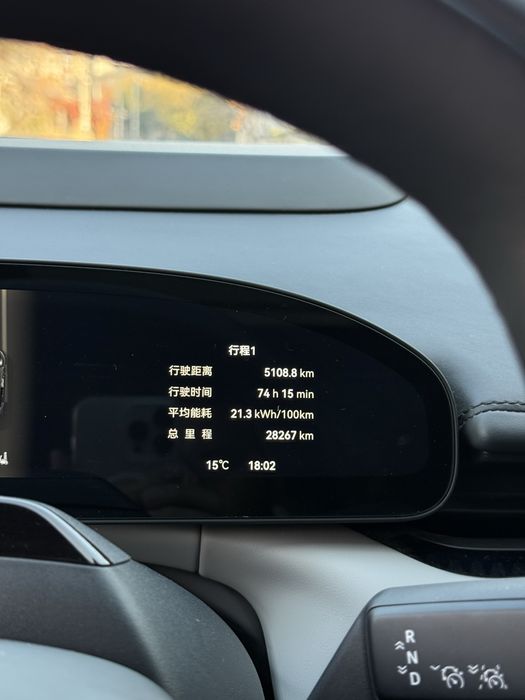 行程1
行驶距离 5108.8 km
行驶时间 74 h 15 min
平均能耗 21.3 kWh/100km
总里程 28267 km
15℃ 18:02
R
N
D